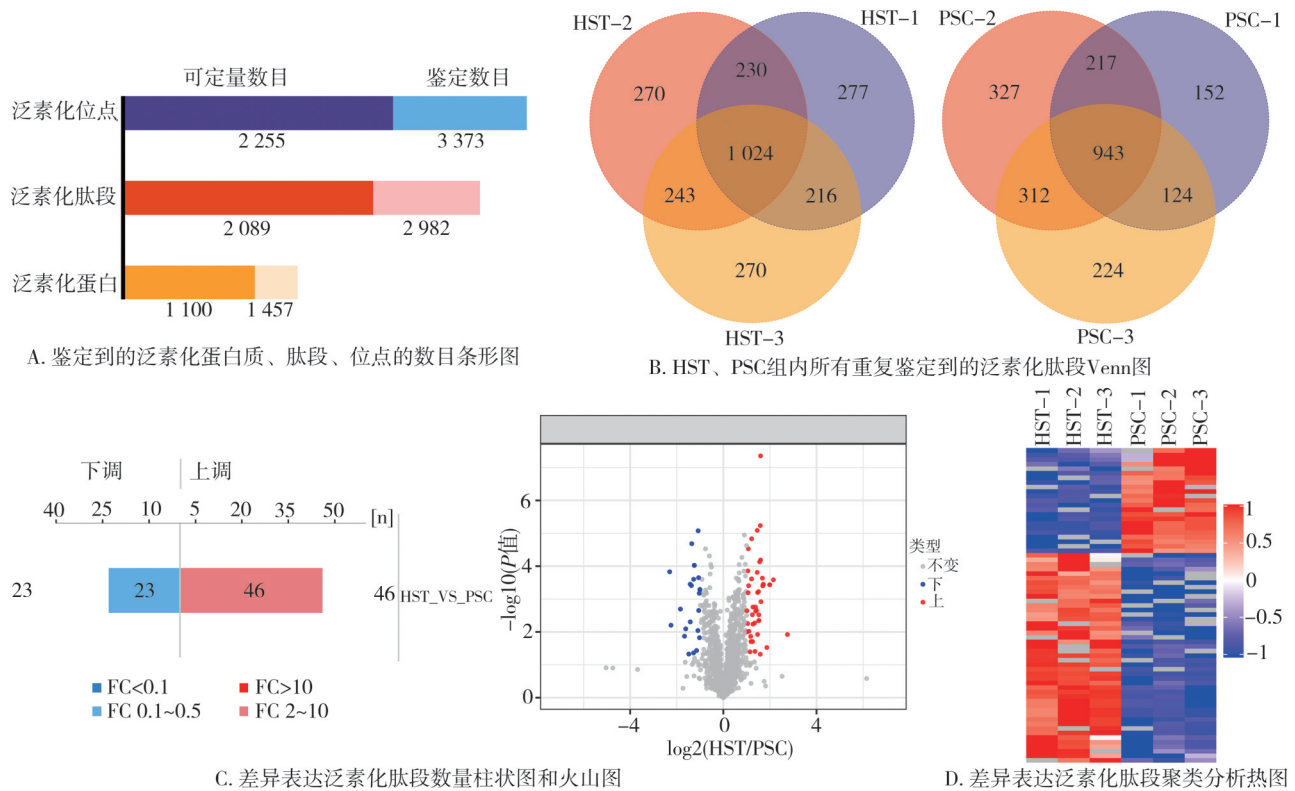 可定量数目 鉴定数目
泛素化位点
2 255 3 373
泛素化肽段
2 089 2 982
泛素化蛋白
1 100 1 457
A. 鉴定到的泛素化蛋白质、肽段、位点的数目条形图
HST-2 HST-1
230
270 277
1 024
243 216
270
HST-3
PSC-2 PSC-1
217
327 152
943
312 124
224
PSC-3
B. HST、PSC组内所有重复鉴定到的泛素化肽段Venn图
下调 上调
40 25 10 5 20 35 [n]
23 23 46 46 HST_VS_PSC
FC<0.1 FC>10
FC 0.1~0.5 FC 2~10
-log10(P值)
6
4
2
0
-4 0 4
log2(HST/PSC)
类型
不变
下
上
C. 差异表达泛素化肽段数量柱状图和火山图
HST-1 HST-2 HST-3 PSC-1 PSC-2 PSC-3
1
0.5
0
-0.5
-1
D. 差异表达泛素化肽段聚类分析热图